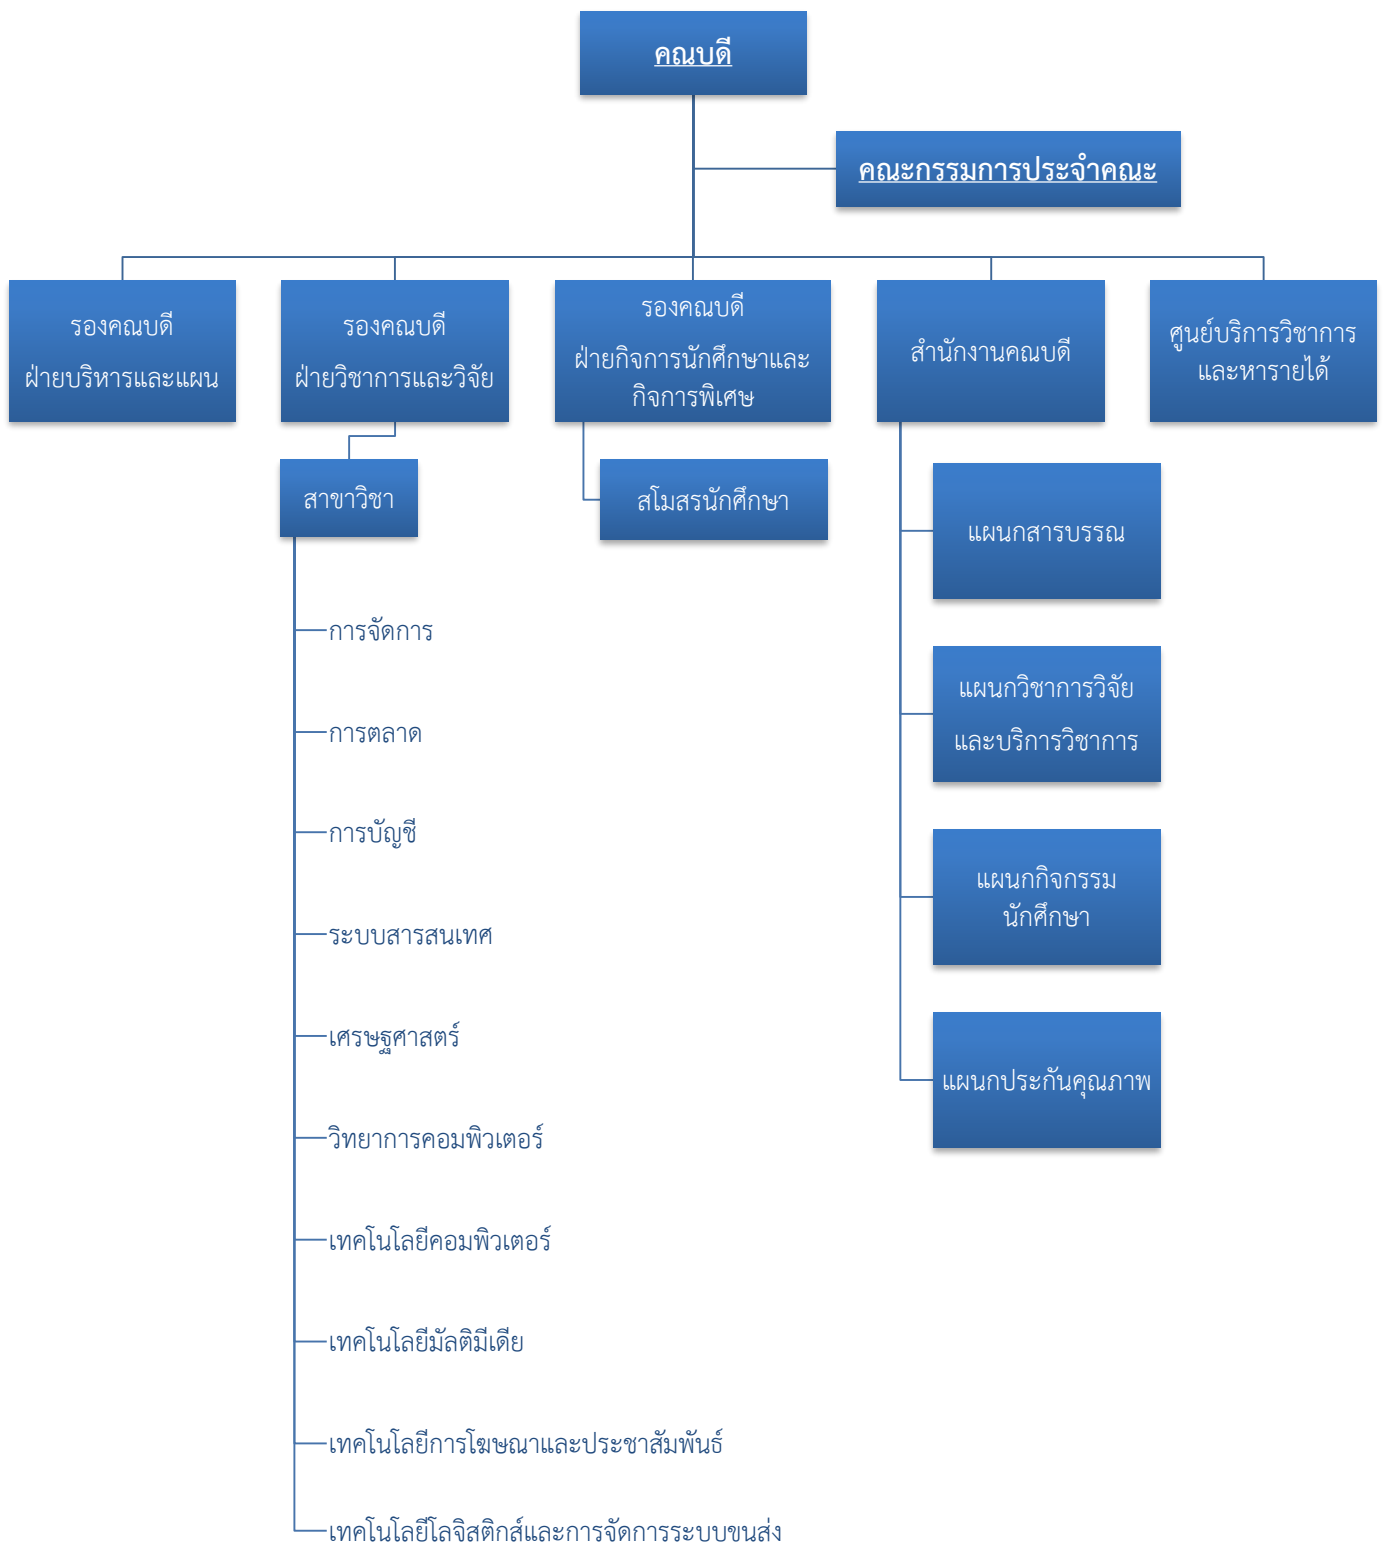 คณบดี
คณะกรรมการประจำคณะ
รองคณบดี
ฝ่ายบริหารและแผน
รองคณบดี
ฝ่ายวิชาการและวิจัย
รองคณบดี
ฝ่ายกิจการนักศึกษาและ
กิจการพิเศษ
สำนักงานคณบดี
ศูนย์บริการวิชาการ
และหารายได้
สาขาวิชา
สโมสรนักศึกษา
การจัดการ
การตลาด
การบัญชี
ระบบสารสนเทศ
เศรษฐศาสตร์
วิทยาการคอมพิวเตอร์
เทคโนโลยีคอมพิวเตอร์
เทคโนโลยีมัลติมีเดีย
เทคโนโลยีการโฆษณาและประชาสัมพันธ์
เทคโนโลยีโลจิสติกส์และการจัดการระบบขนส่ง
แผนกสารบรรณ
แผนกวิชาการวิจัย
และบริการวิชาการ
แผนกกิจกรรม
นักศึกษา
แผนกประกันคุณภาพ